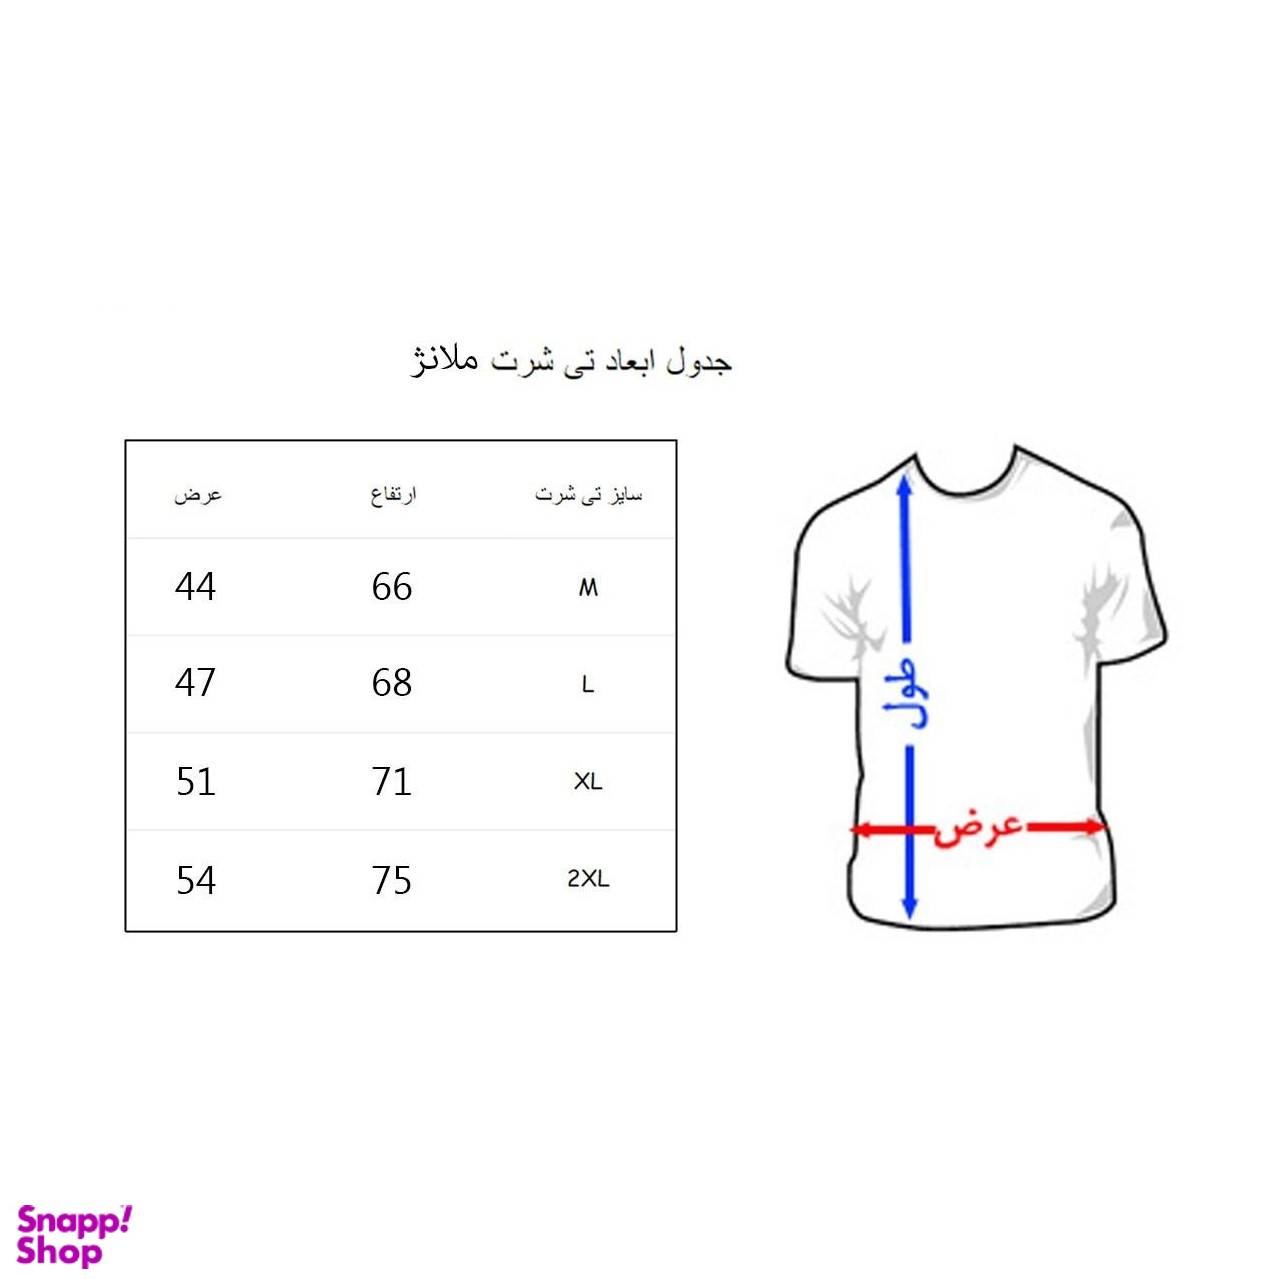 جدول ابعاد تی شرت ملانژ
سایز تی شرت ارتفاع عرض
M 66 44
L 68 47
XL 71 51
2XL 75 54
طول
عرض
Snapp!
Shop